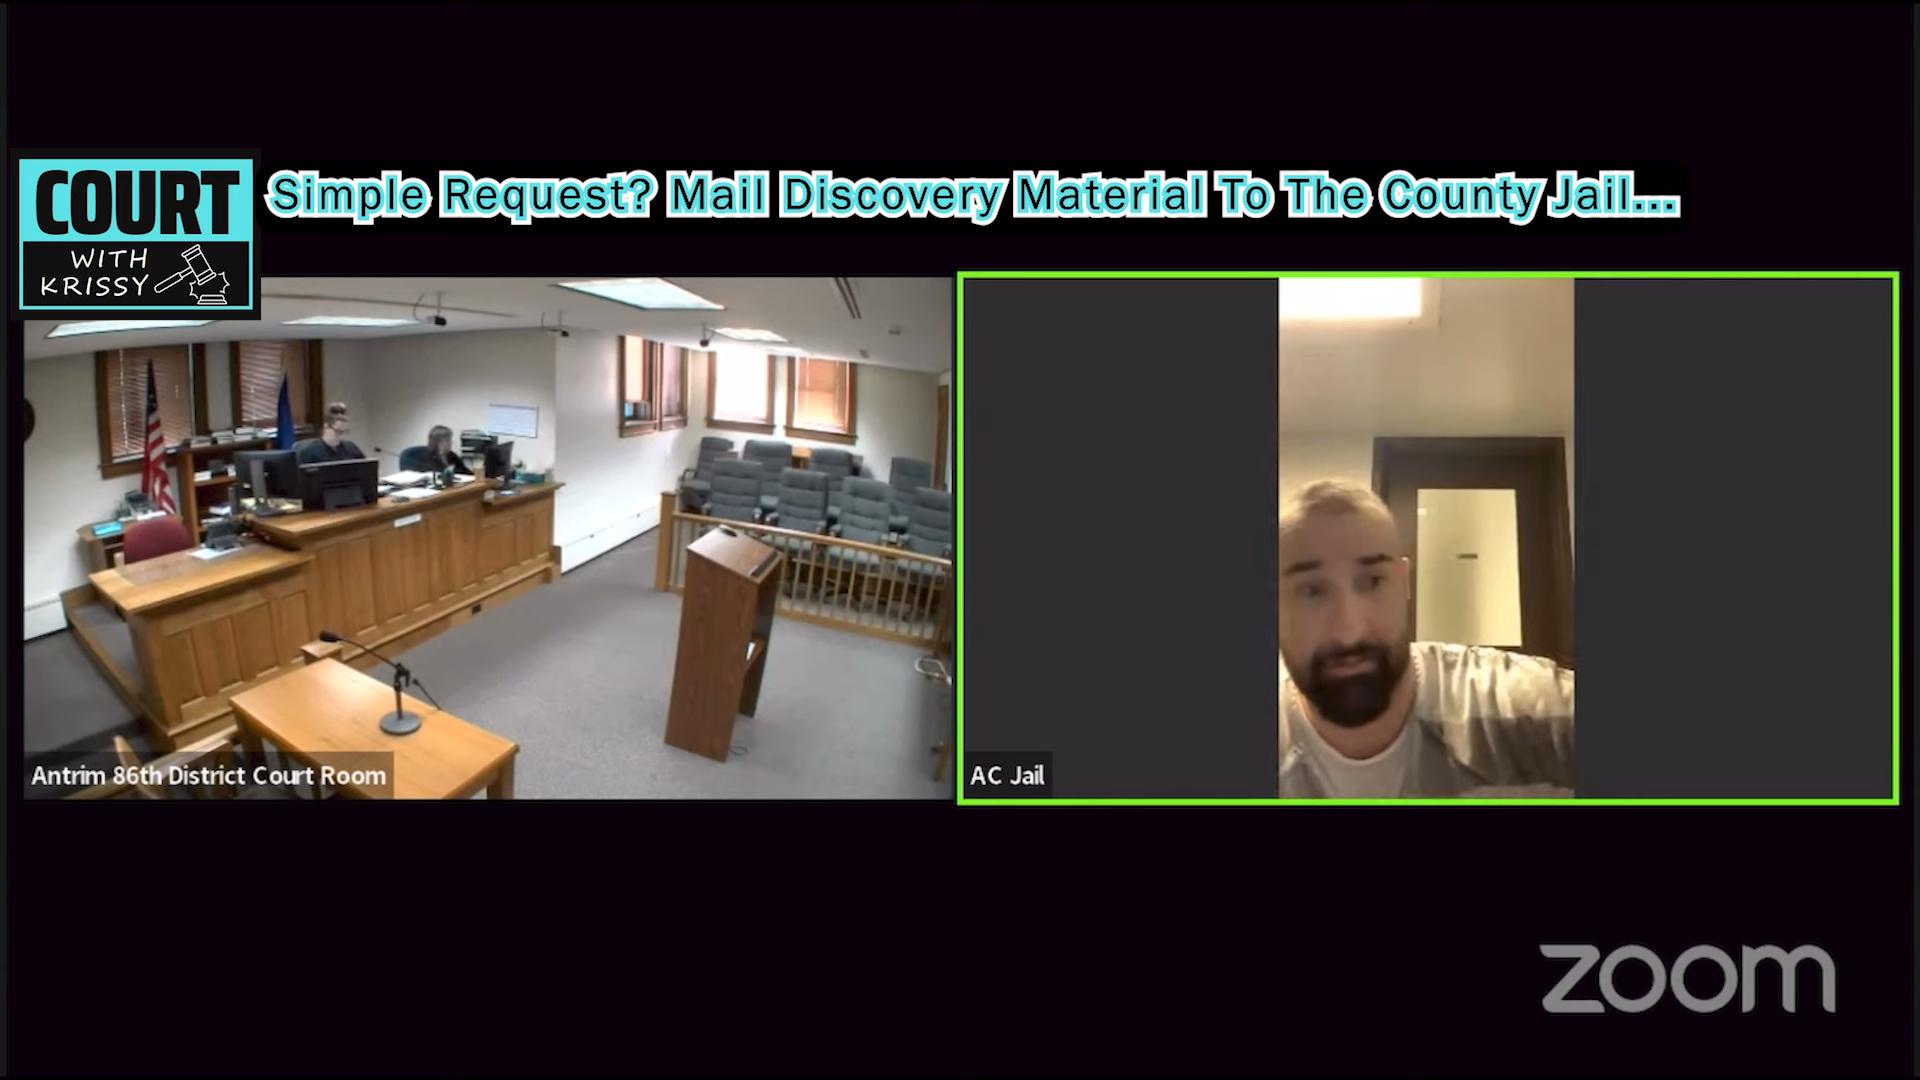 COURT
WITH
KRISSY
Simple Request? Mail Discovery Material To The County Jail...
Antrim 86th District Court Room
AC Jail
zoom